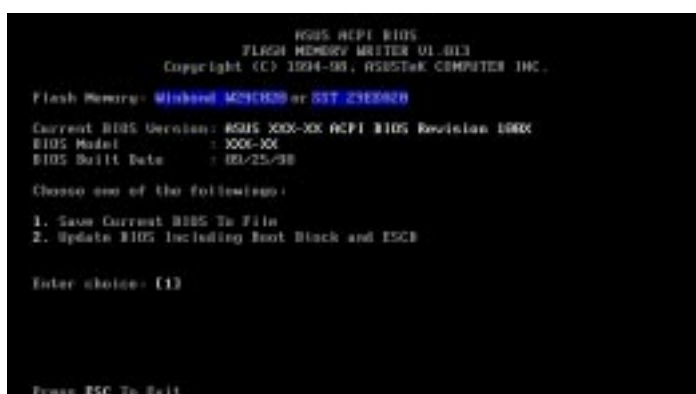 ASUS ACPI BIOS
FLASH MEMORY WRITER V1.013
Copyright (C) 1994-98, ASUSTeK COMPUTER INC.
Flash Memory: Winbond W29C020 or SST 29EE020
Current BIOS Version: ASUS XXX-XX ACPI BIOS Revision 100X
BIOS Model : XXX-XX
BIOS Built Date : 09/25/98
Choose one of the followings:
1. Save Current BIOS To File
2. Update BIOS Including Boot Block and ESCD
Enter choice: [1]
Press ESC To Exit